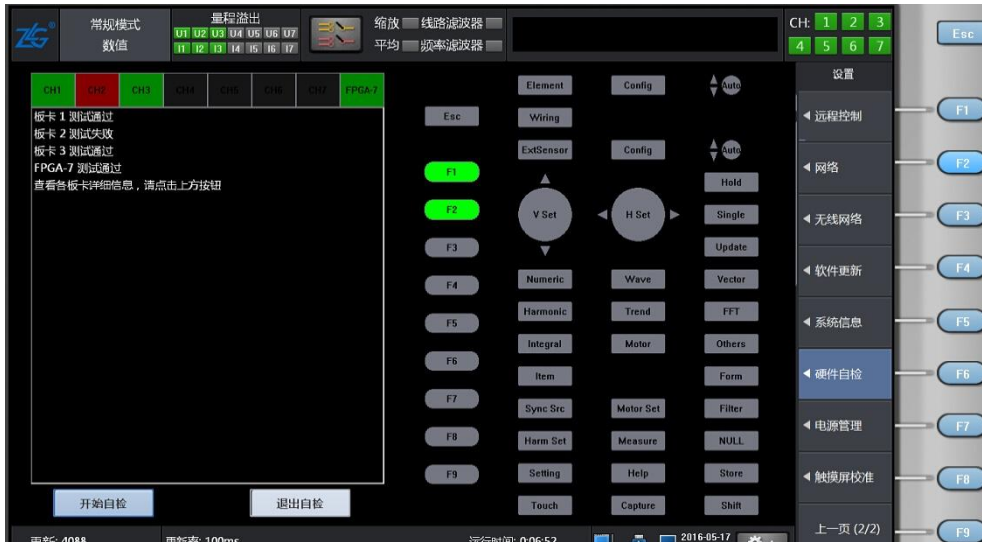 ZLG®
常规模式
数值
量程溢出
U1 U2 U3 U4 U5 U6 U7
I1 I2 I3 I4 I5 I6 I7
缩放
线路滤波器
平均
频率滤波器
CH: 1 2 3
4 5 6 7
Esc
CH1 CH2 CH3 CH4 CH5 CH6 CH7 FPGA-7
板卡 1 测试通过
板卡 2 测试失败
板卡 3 测试通过
FPGA-7 测试通过
查看各板卡详细信息，请点击上方按钮
开始自检
退出自检
Esc
F1
F2
F3
F4
F5
F6
F7
F8
F9
Element Config Auto
Wiring
ExtSensor Config Auto
Hold
V Set H Set Single
Update
Numeric Wave Vector
Harmonic Trend FFT
Integral Motor Others
Item Form
Sync Src Motor Set Filter
Harm Set Measure NULL
Setting Help Store
Touch Capture Shift
设置
远程控制 F1
网络 F2
无线网络 F3
软件更新 F4
系统信息 F5
硬件自检 F6
电源管理 F7
触摸屏校准 F8
上一页 (2/2) F9
更新: 4088
更新率: 100ms
运行时间: 0:06:52
2016-05-17